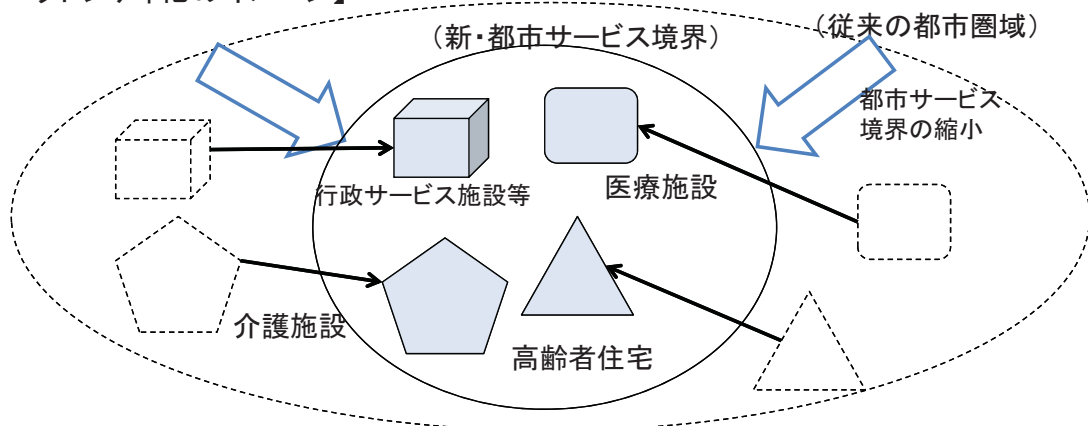 （新・都市サービス境界）
（従来の都市圏域）
都市サービス
境界の縮小
行政サービス施設等
医療施設
介護施設
高齢者住宅